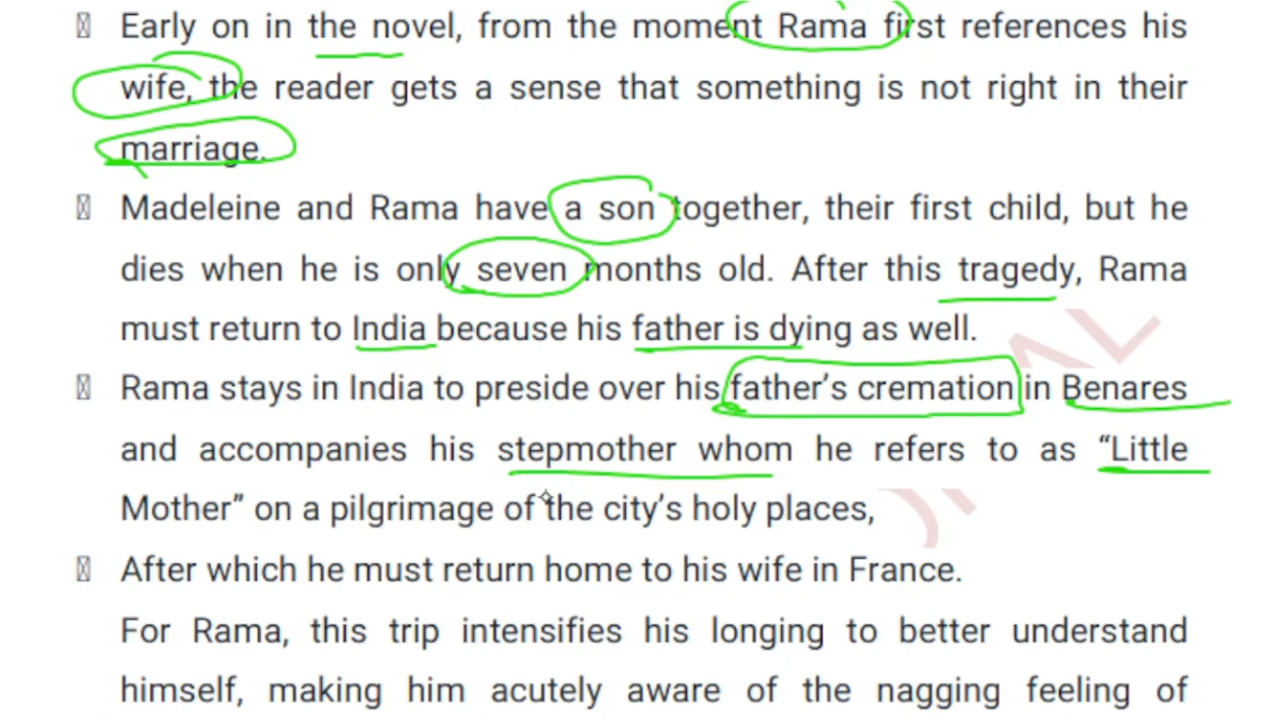 Early on in the novel, from the moment Rama first references his
wife, the reader gets a sense that something is not right in their
marriage.
Madeleine and Rama have a son together, their first child, but he
dies when he is only seven months old. After this tragedy, Rama
must return to India because his father is dying as well.
Rama stays in India to preside over his father’s cremation in Benares
and accompanies his stepmother whom he refers to as “Little
Mother” on a pilgrimage of the city’s holy places,
After which he must return home to his wife in France.
For Rama, this trip intensifies his longing to better understand
himself, making him acutely aware of the nagging feeling of